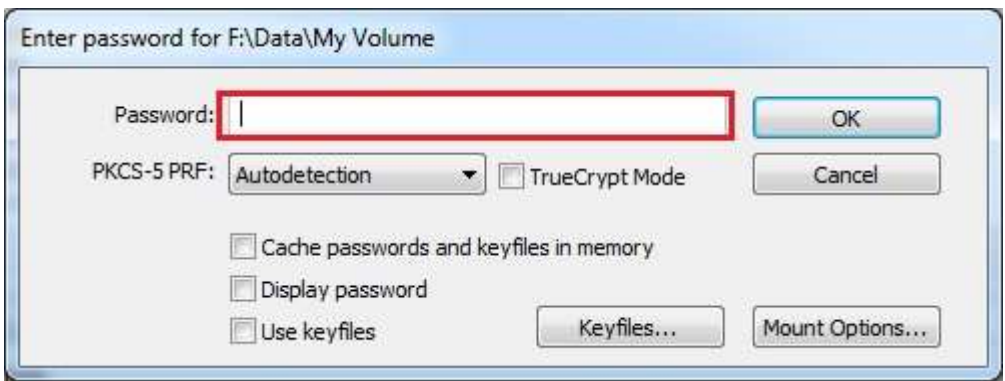 Enter password for F:\Data\My Volume
Password:
OK
PKCS-5 PRF: Autodetection TrueCrypt Mode
Cancel
Cache passwords and keyfiles in memory
Display password
Use keyfiles
Keyfiles...
Mount Options...